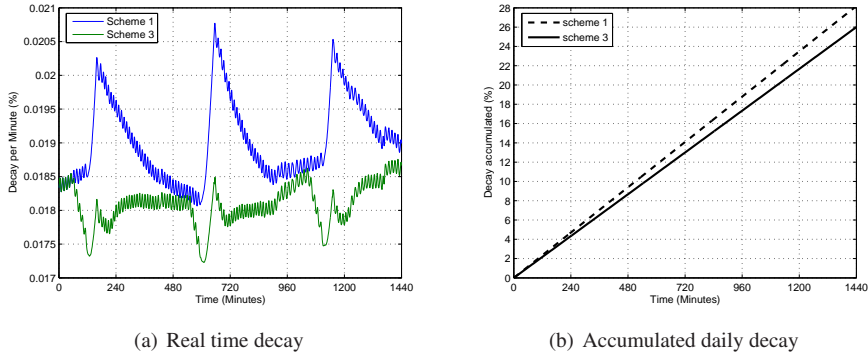 0.021
0.0205
0.02
0.0195
0.019
0.0185
0.018
0.0175
0.017
Decay per Minute (%)
Scheme 1
Scheme 3
0 240 480 720 960 1200 1440
Time (Minutes)
(a) Real time decay
28
26
24
22
20
18
16
14
12
10
8
6
4
2
0
Decay accumulated (%)
scheme 1
scheme 3
0 240 480 720 960 1200 1440
Time (Minutes)
(b) Accumulated daily decay